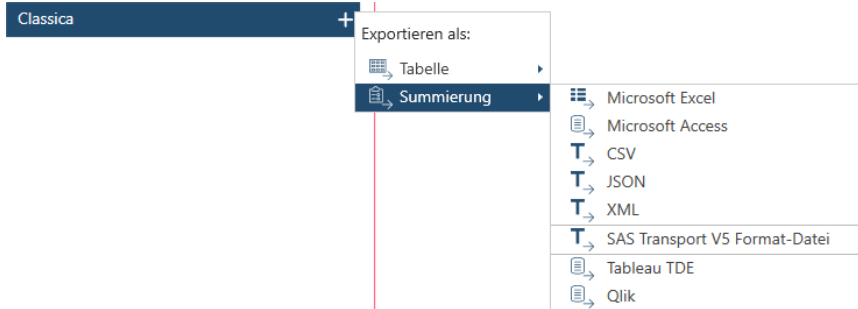 Classica
Exportieren als:
Tabelle
Summierung
Microsoft Excel
Microsoft Access
CSV
JSON
XML
SAS Transport V5 Format-Datei
Tableau TDE
Qlik